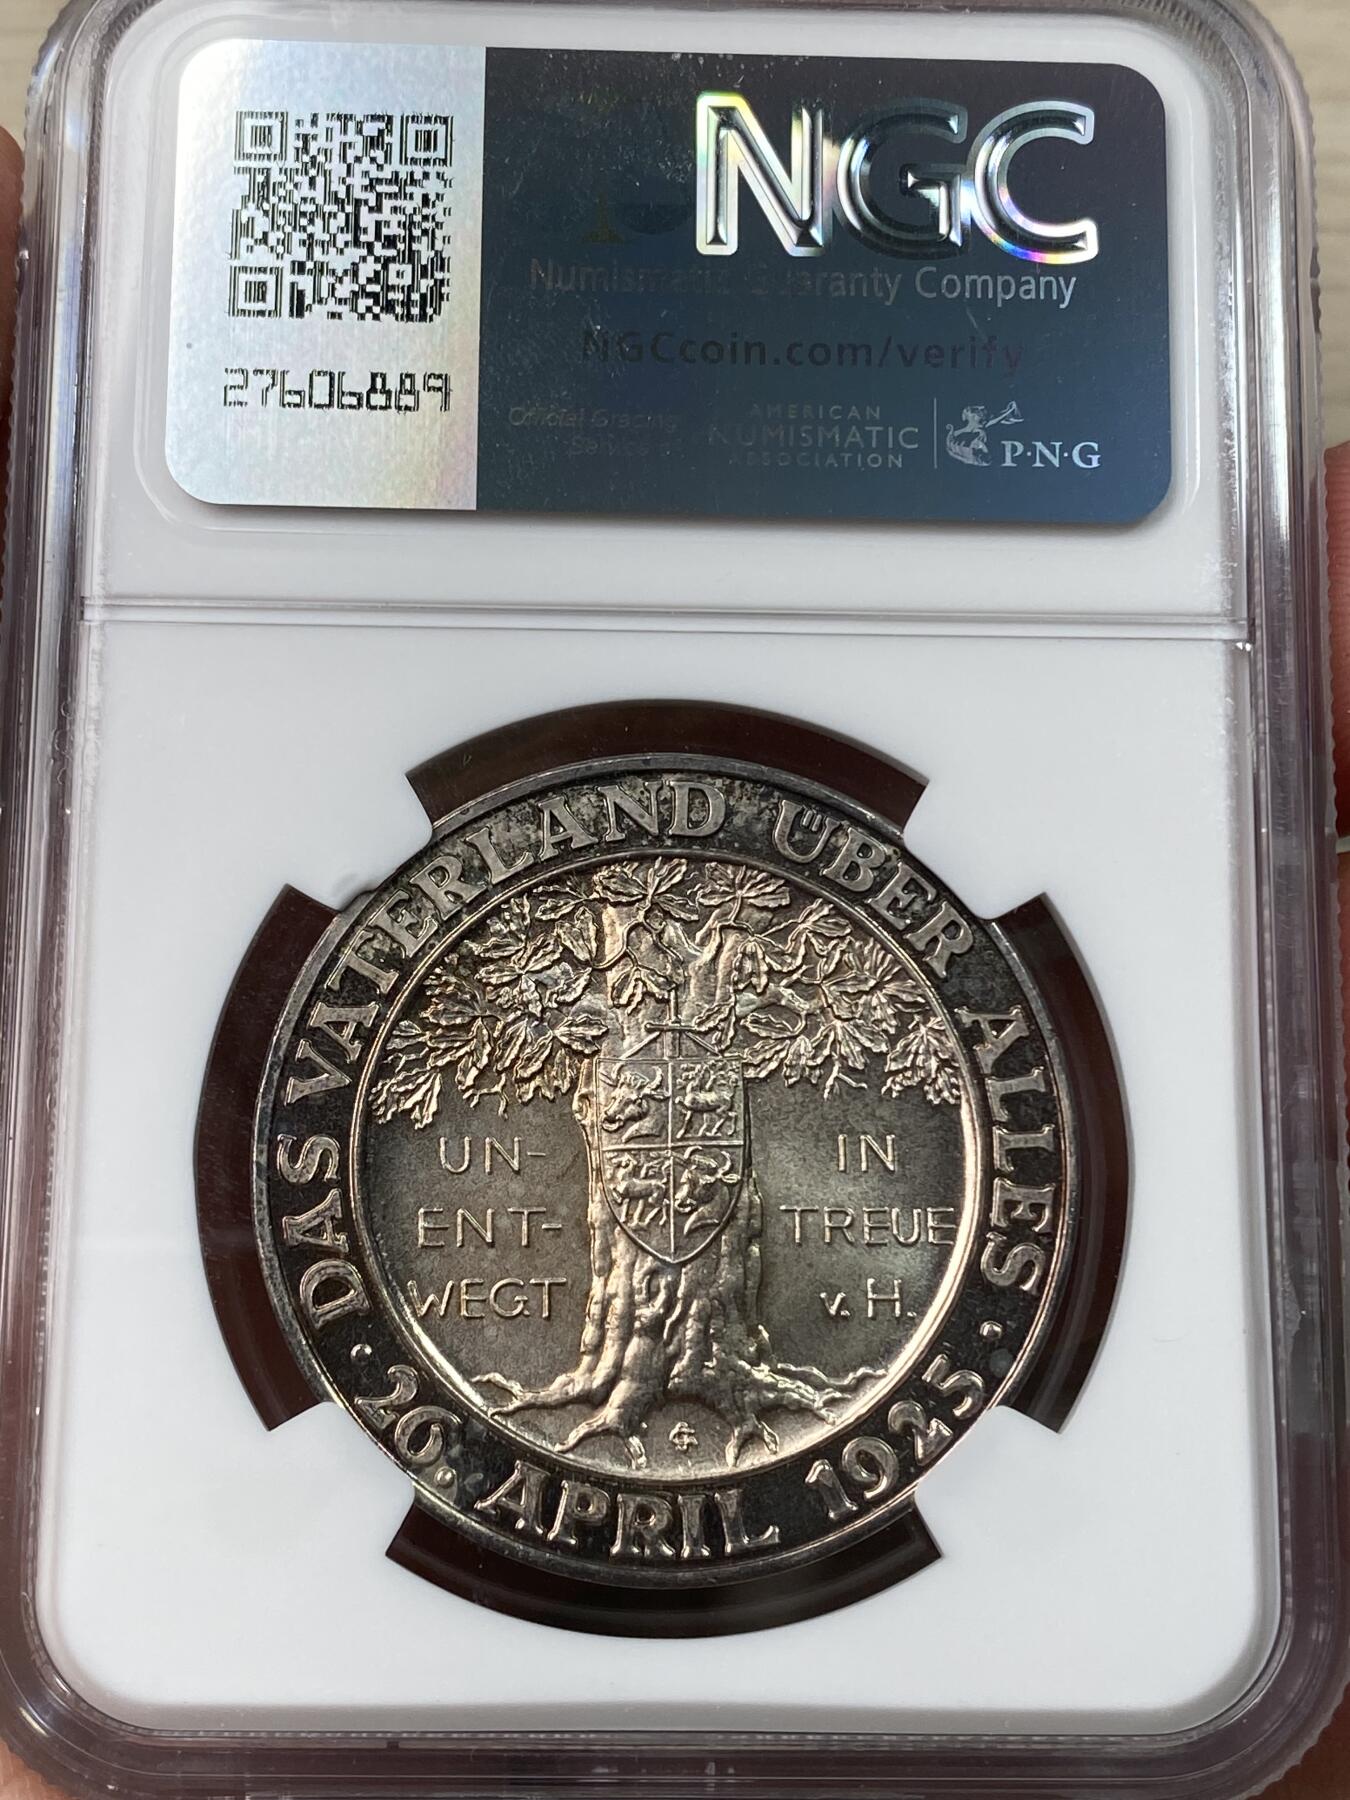 NGC
Numismatic Guaranty Company
NGCcoin.com/verify
27606889
Official Grading
Service
AMERICAN
NUMISMATIC
ASSOCIATION
P·N·G
DAS VATERLAND ÜBER ALLES
UN-
ENT-
WEGT
IN
TREUE
v. H.
· 26. APRIL 1925 ·